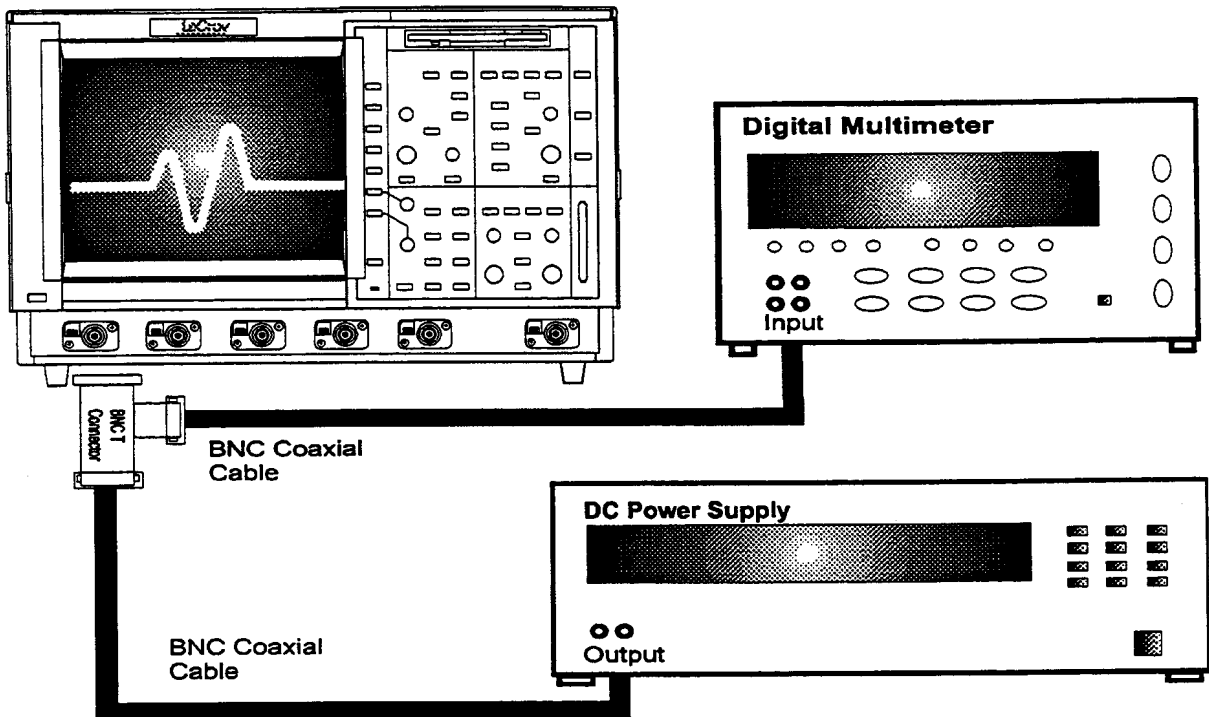 LeCroy
Digital Multimeter
Input
BNC T
Connector
BNC Coaxial
Cable
DC Power Supply
Output
BNC Coaxial
Cable